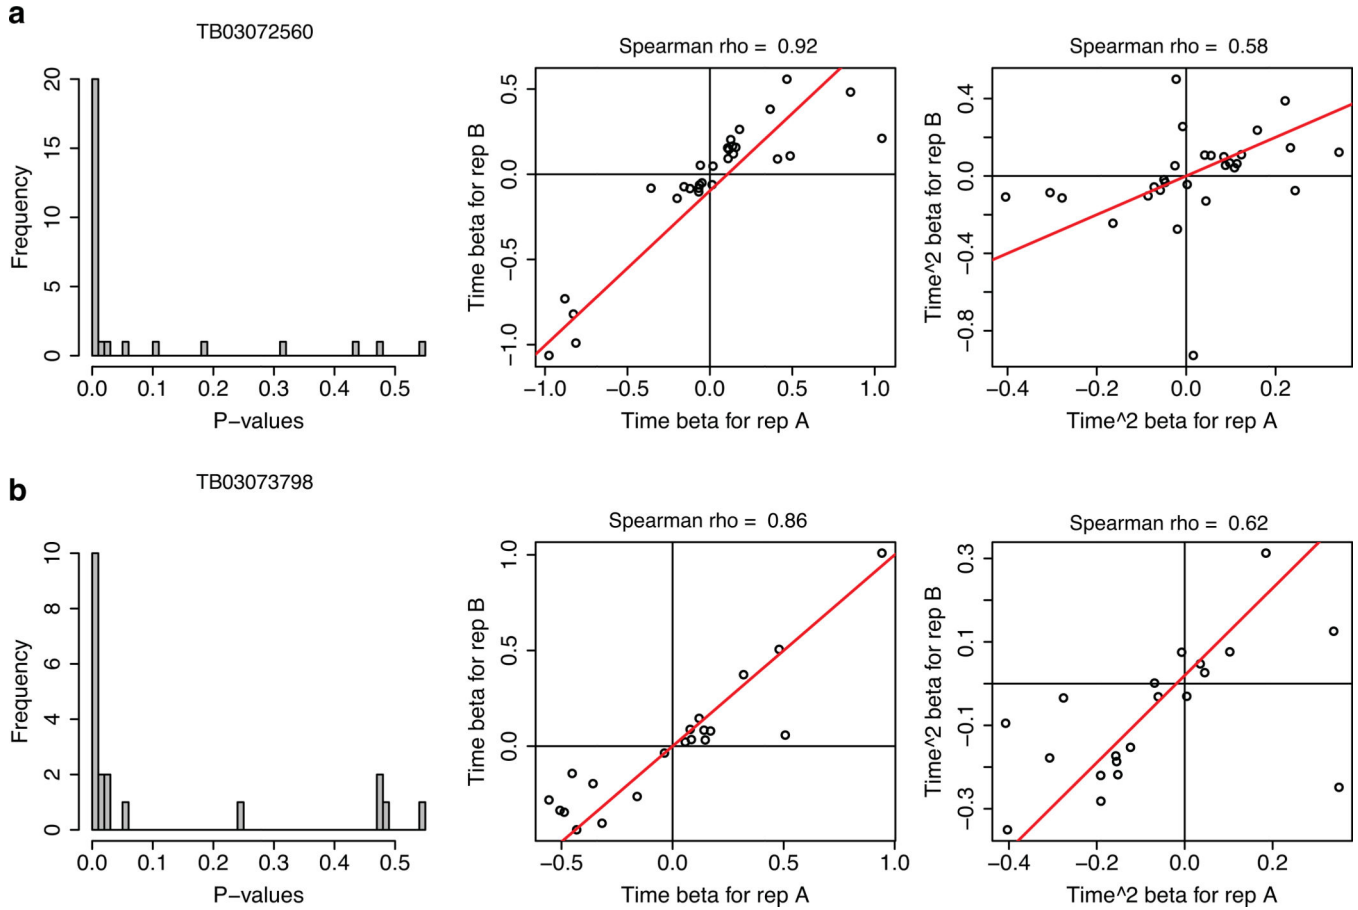 a
TB03072560
Frequency
20
15
10
5
0
0.0 0.1 0.2 0.3 0.4 0.5
P−values
Spearman rho = 0.92
Time beta for rep B
0.5
0.0
−0.5
−1.0
−1.0 −0.5 0.0 0.5 1.0
Time beta for rep A
Spearman rho = 0.58
Time^2 beta for rep B
0.4
0.0
−0.4
−0.8
−0.4 −0.2 0.0 0.2
Time^2 beta for rep A
b
TB03073798
Frequency
10
8
6
4
2
0
0.0 0.1 0.2 0.3 0.4 0.5
P−values
Spearman rho = 0.86
Time beta for rep B
1.0
0.5
0.0
−0.5 0.0 0.5 1.0
Time beta for rep A
Spearman rho = 0.62
Time^2 beta for rep B
0.3
0.1
−0.1
−0.3
−0.4 −0.2 0.0 0.2
Time^2 beta for rep A